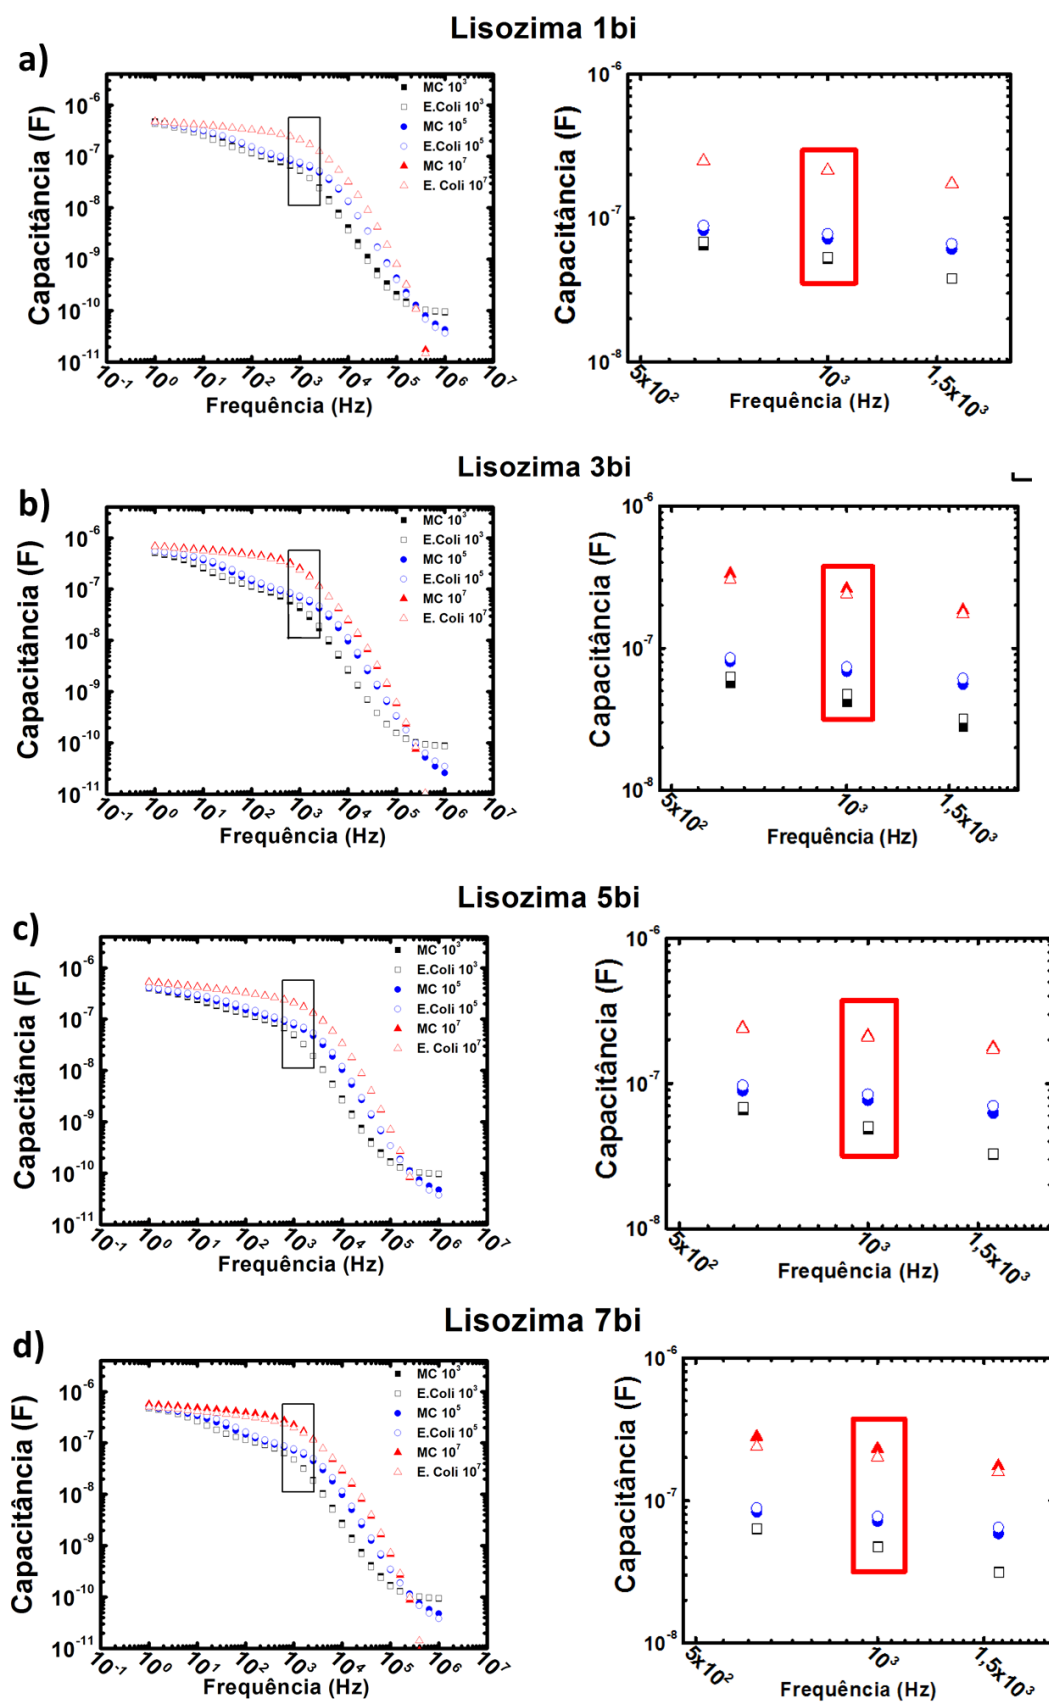 Lisozima 1bi
a)
Capacitância (F)
10⁻⁶
10⁻⁷
10⁻⁸
10⁻⁹
10⁻¹⁰
10⁻¹¹
MC 10³
E.Coli 10³
MC 10⁵
E.Coli 10⁵
MC 10⁷
E. Coli 10⁷
10⁻¹ 10⁰ 10¹ 10² 10³ 10⁴ 10⁵ 10⁶ 10⁷
Frequência (Hz)
Capacitância (F)
10⁻⁶
10⁻⁷
10⁻⁸
5x10² 10³ 1,5x10³
Frequência (Hz)
Lisozima 3bi
b)
Capacitância (F)
10⁻⁶
10⁻⁷
10⁻⁸
10⁻⁹
10⁻¹⁰
10⁻¹¹
MC 10³
E.Coli 10³
MC 10⁵
E.Coli 10⁵
MC 10⁷
E. Coli 10⁷
10⁻¹ 10⁰ 10¹ 10² 10³ 10⁴ 10⁵ 10⁶ 10⁷
Frequência (Hz)
Capacitância (F)
10⁻⁶
10⁻⁷
10⁻⁸
5x10² 10³ 1,5x10³
Frequência (Hz)
Lisozima 5bi
c)
Capacitância (F)
10⁻⁶
10⁻⁷
10⁻⁸
10⁻⁹
10⁻¹⁰
10⁻¹¹
MC 10³
E.Coli 10³
MC 10⁵
E.Coli 10⁵
MC 10⁷
E. Coli 10⁷
10⁻¹ 10⁰ 10¹ 10² 10³ 10⁴ 10⁵ 10⁶ 10⁷
Frequência (Hz)
Capacitância (F)
10⁻⁶
10⁻⁷
10⁻⁸
5x10² 10³ 1,5x10³
Frequência (Hz)
Lisozima 7bi
d)
Capacitância (F)
10⁻⁶
10⁻⁷
10⁻⁸
10⁻⁹
10⁻¹⁰
10⁻¹¹
MC 10³
E.Coli 10³
MC 10⁵
E.Coli 10⁵
MC 10⁷
E. Coli 10⁷
10⁻¹ 10⁰ 10¹ 10² 10³ 10⁴ 10⁵ 10⁶ 10⁷
Frequência (Hz)
Capacitância (F)
10⁻⁶
10⁻⁷
10⁻⁸
5x10² 10³ 1,5x10³
Frequência (Hz)